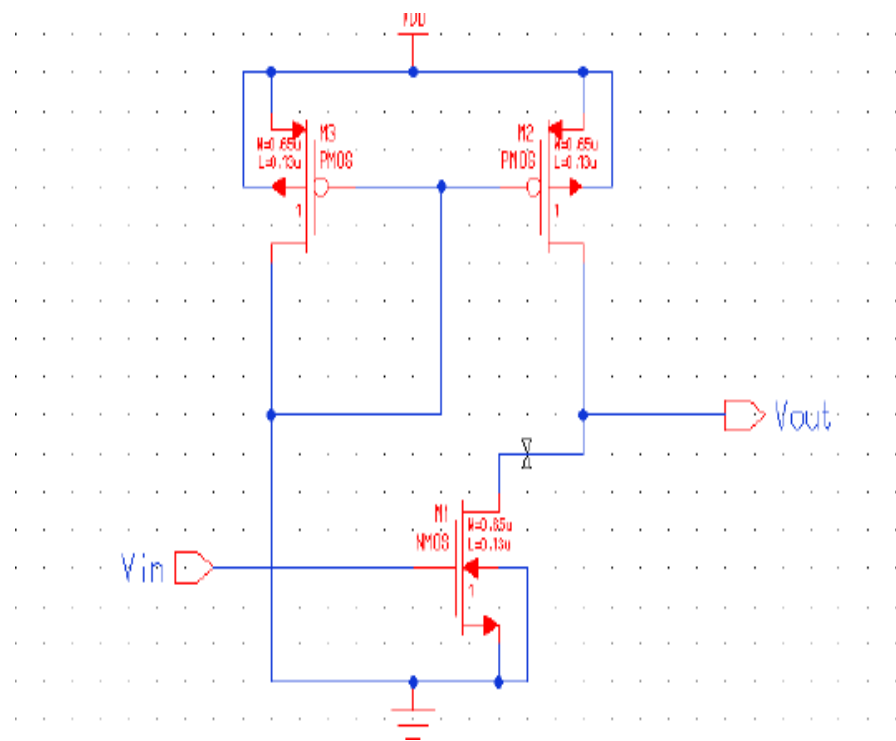 VDD
M3
W=0.65u
L=0.13u
PMOS
1
M2
W=0.65u
L=0.13u
PMOS
1
Vout
M1
W=0.65u
L=0.13u
NMOS
1
Vin